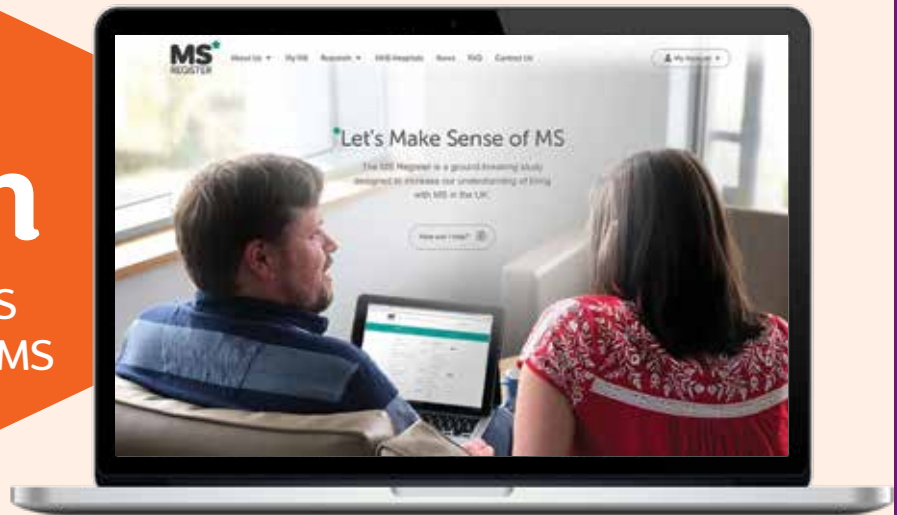 n
s
MS
MS*
REGISTER
About Us My MS Research NHS Hospitals News FAQ Contact Us
My Account
*Let's Make Sense of MS
The MS Register is a ground-breaking study
designed to increase our understanding of living
with MS in the UK.
How can I help?